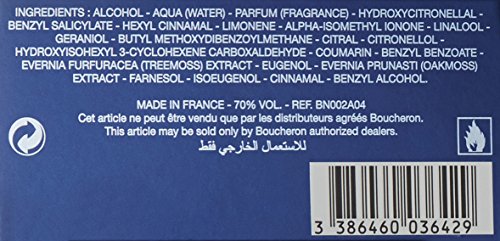 INGREDIENTS: ALCOHOL - AQUA (WATER) - PARFUM (FRAGRANCE) - HYDROXYCITRONELLAL -
BENZYL SALICYLATE - HEXYL CINNAMAL - LIMONENE - ALPHA-ISOMETHYL IONONE - LINALOOL -
GERANIOL - BUTYL METHOXYDIBENZOYLMETHANE - CITRAL - CITRONELLOL -
HYDROXYISOHEXYL 3-CYCLOHEXENE CARBOXALDEHYDE - COUMARIN - BENZYL BENZOATE -
EVERNIA FURFURACEA (TREEMOSS) EXTRACT - EUGENOL - EVERNIA PRUNASTI (OAKMOSS)
EXTRACT - FARNESOL - ISOEUGENOL - CINNAMAL - BENZYL ALCOHOL.
MADE IN FRANCE - 70% VOL. - REF. BN002A04
Cet article ne peut être vendu que par les distributeurs agréés Boucheron.
This article may be sold only by Boucheron authorized dealers.
للاستعمال الخارجي فقط
3 386460 036429